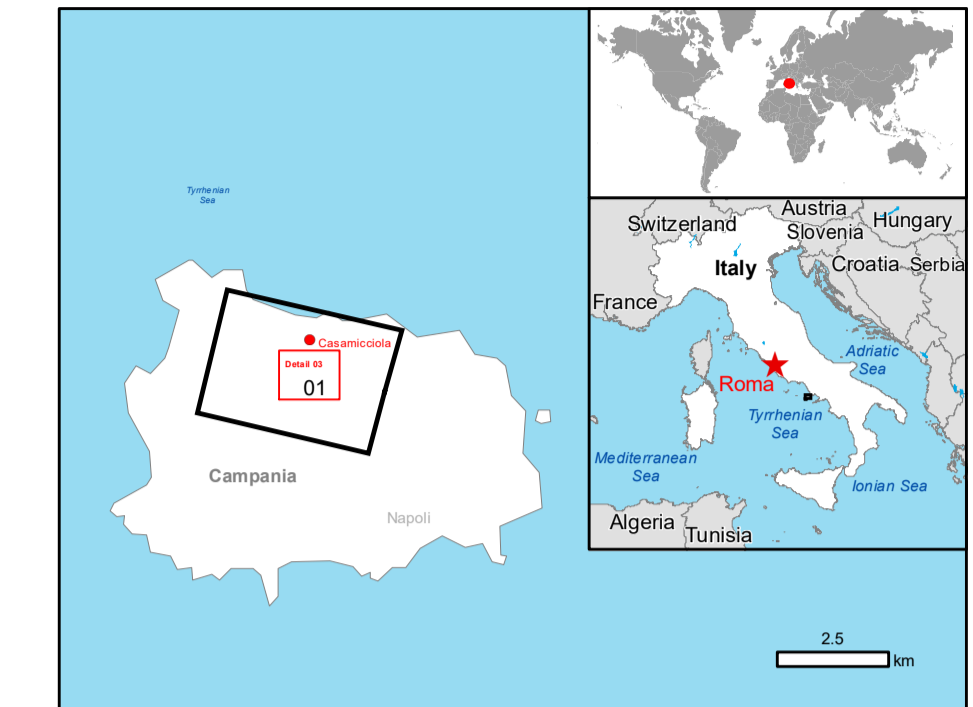 Tyrrhenian
Sea
Casamicciola
Detail 03
01
Campania
Napoli
Austria
Switzerland
Hungary
Slovenia
Italy
Croatia
Serbia
France
Adriatic
Sea
Roma
Tyrrhenian
Sea
Mediterranean
Sea
Ionian Sea
Algeria
Tunisia
2.5
km